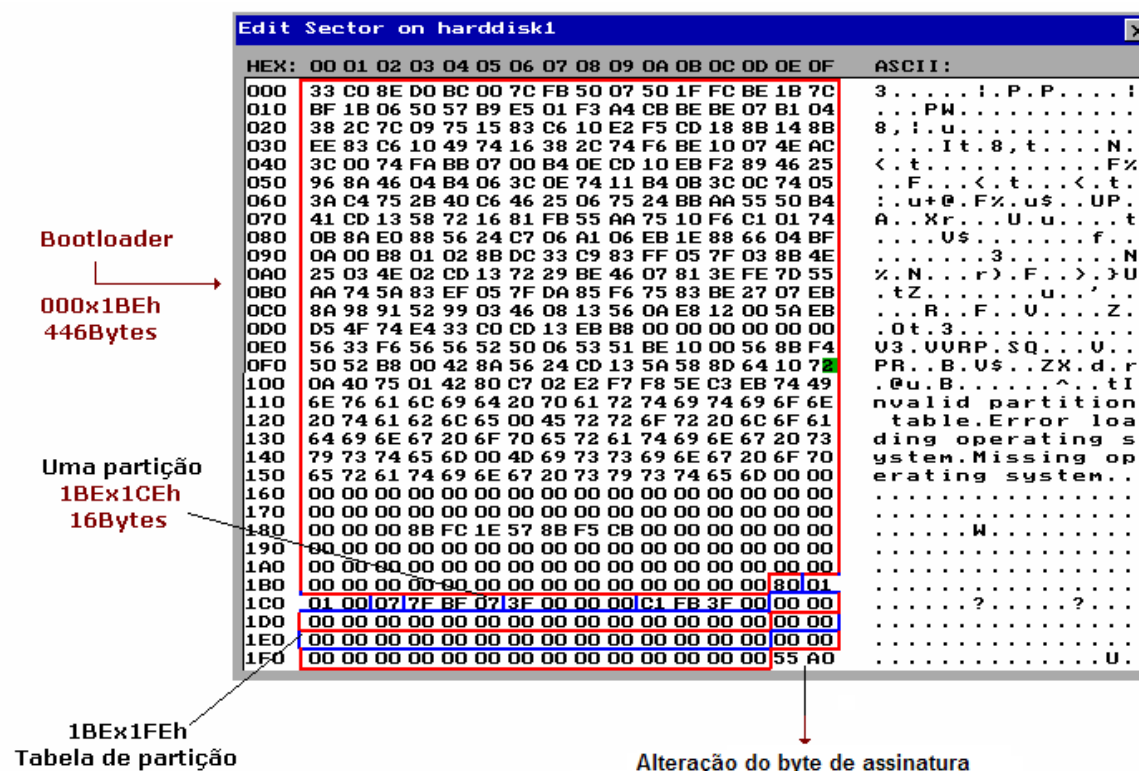 Edit Sector on harddisk1
HEX: 00 01 02 03 04 05 06 07 08 09 0A 0B 0C 0D 0E 0F ASCII:
000 33 C0 8E D0 BC 00 7C FB 50 07 50 1F FC BE 1B 7C 3.....|.P.P....|
010 BF 1B 06 50 57 B9 E5 01 F3 A4 CB BE BE 07 B1 04 ...PW...........
020 38 2C 7C 09 75 15 83 C6 10 E2 F5 CD 18 8B 14 8B 8,|.u...........
030 EE 83 C6 10 49 74 16 38 2C 74 F6 BE 10 07 4E AC ....It.8,t....N.
040 3C 00 74 FA BB 07 00 B4 0E CD 10 EB F2 89 46 25 <.t...........F%
050 96 8A 46 04 B4 06 3C 0E 74 11 B4 0B 3C 0C 74 05 ..F...<.t...<.t.
060 3A C4 75 2B 40 C6 46 25 06 75 24 BB AA 55 50 B4 :.u+@.F%.u$..UP.
070 41 CD 13 58 72 16 81 FB 55 AA 75 10 F6 C1 01 74 A..Xr...U.u....t
080 0B 8A E0 88 56 24 C7 06 A1 06 EB 1E 88 66 04 BF ....V$.......f..
090 0A 00 B8 01 02 8B DC 33 C9 83 FF 05 7F 03 8B 4E .......3.......N
0A0 25 03 4E 02 CD 13 72 29 BE 46 07 81 3E FE 7D 55 %.N...r).F..>.}U
0B0 AA 74 5A 83 EF 05 7F DA 85 F6 75 83 BE 27 07 EB .tZ.......u..'..
0C0 8A 98 91 52 99 03 46 08 13 56 0A E8 12 00 5A EB ...R..F..V....Z.
0D0 D5 4F 74 E4 33 C0 CD 13 EB B8 00 00 00 00 00 00 .Ot.3...........
0E0 56 33 F6 56 56 52 50 06 53 51 BE 10 00 56 8B F4 V3.VVRP.SQ...V..
0F0 50 52 B8 00 42 8A 56 24 CD 13 5A 58 8D 64 10 72 PR..B.V$..ZX.d.r
100 0A 40 75 01 42 80 C7 02 E2 F7 F8 5E C3 EB 74 49 .@u.B......^..tI
110 6E 76 61 6C 69 64 20 70 61 72 74 69 74 69 6F 6E nvalid partition
120 20 74 61 62 6C 65 00 45 72 72 6F 72 20 6C 6F 61 table.Error loa
130 64 69 6E 67 20 6F 70 65 72 61 74 69 6E 67 20 73 ding operating s
140 79 73 74 65 6D 00 4D 69 73 73 69 6E 67 20 6F 70 ystem.Missing op
150 65 72 61 74 69 6E 67 20 73 79 73 74 65 6D 00 00 erating system..
160 00 00 00 00 00 00 00 00 00 00 00 00 00 00 00 00 ................
170 00 00 00 00 00 00 00 00 00 00 00 00 00 00 00 00 ................
180 00 00 00 8B FC 1E 57 8B F5 CB 00 00 00 00 00 00 ......W.........
190 00 00 00 00 00 00 00 00 00 00 00 00 00 00 00 00 ................
1A0 00 00 00 00 00 00 00 00 00 00 00 00 00 00 00 00 ................
1B0 00 00 00 00 00 00 00 00 00 00 00 00 00 00 80 01 ................
1C0 01 00 07 7F BF 07 3F 00 00 00 C1 FB 3F 00 00 00 ......?.....?...
1D0 00 00 00 00 00 00 00 00 00 00 00 00 00 00 00 00 ................
1E0 00 00 00 00 00 00 00 00 00 00 00 00 00 00 00 00 ................
1F0 00 00 00 00 00 00 00 00 00 00 00 00 00 00 55 A0 ..............U.
Bootloader
000x1BEh
446Bytes
Uma partição
1BEx1CEh
16Bytes
1BEx1FEh
Tabela de partição
Alteração do byte de assinatura